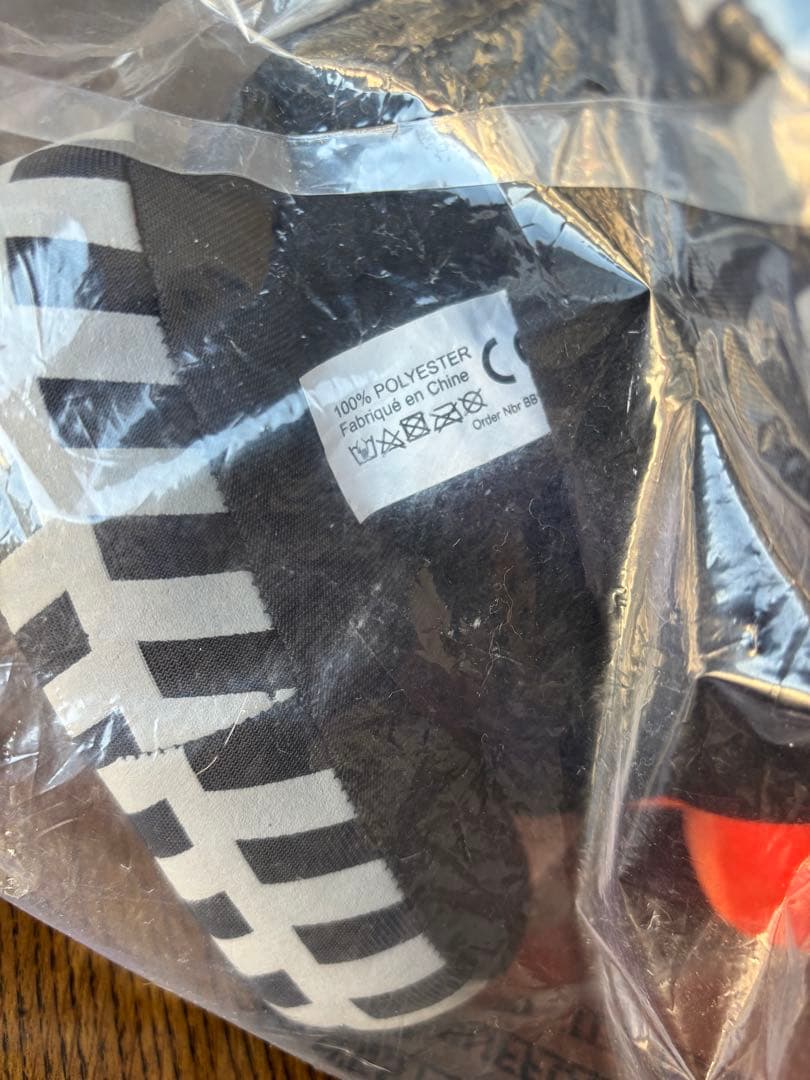 100% POLYESTER
Fabriqué en Chine
CE
Order Nbr BB